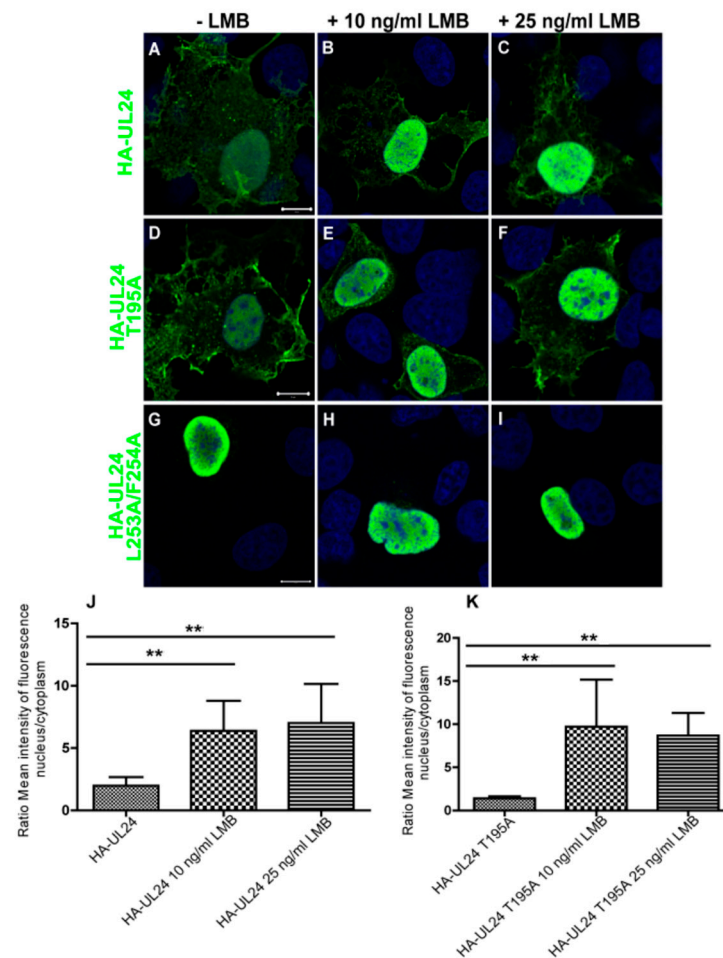 - LMB
+ 10 ng/ml LMB
+ 25 ng/ml LMB
HA-UL24
A
B
C
HA-UL24
T195A
D
E
F
HA-UL24
L253A/F254A
G
H
I
J
Ratio Mean intensity of fluorescence
nucleus/cytoplasm
15
10
5
0
**
**
HA-UL24
HA-UL24 10 ng/ml LMB
HA-UL24 25 ng/ml LMB
K
Ratio Mean intensity of fluorescence
nucleus/cytoplasm
20
15
10
5
0
**
**
HA-UL24 T195A
HA-UL24 T195A 10 ng/ml LMB
HA-UL24 T195A 25 ng/ml LMB